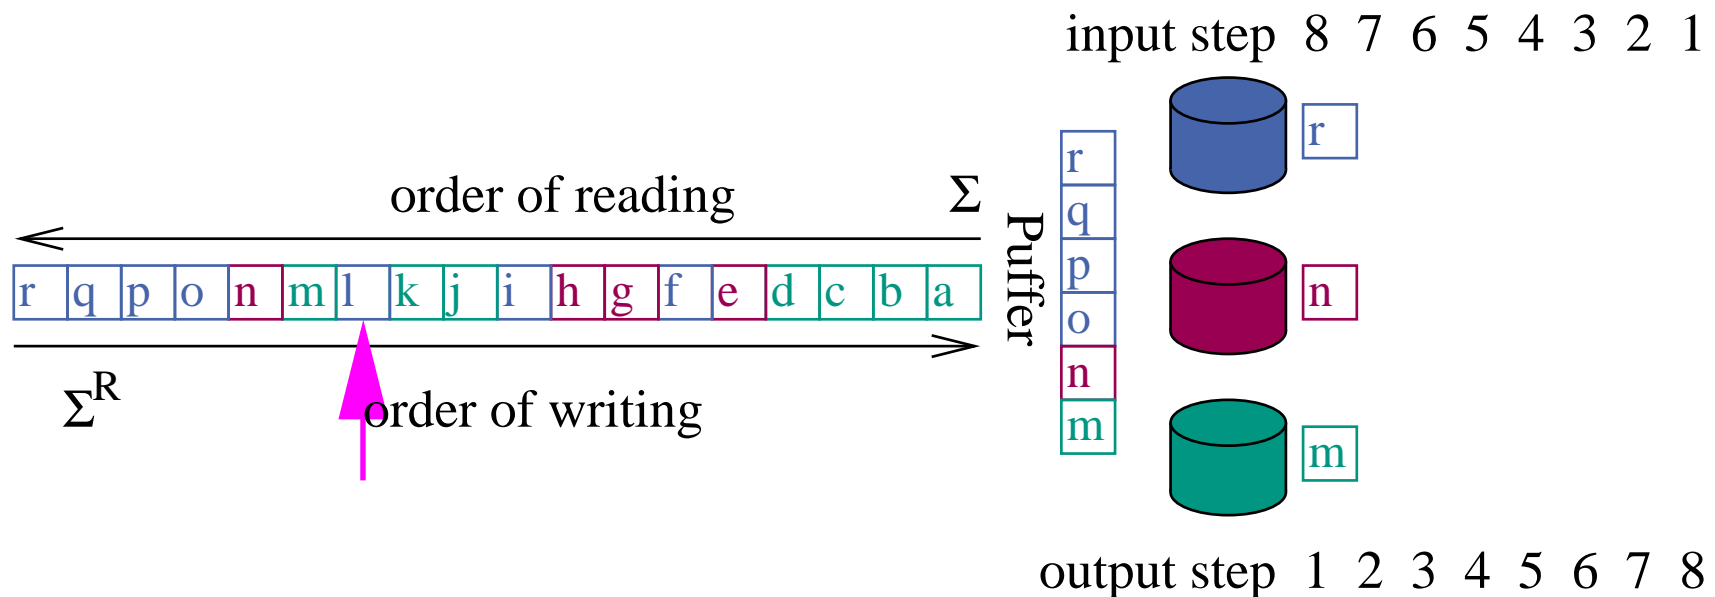 input step 8 7 6 5 4 3 2 1
order of reading Σ
r q p o n m l k j i h g f e d c b a
Σ^R
order of writing
Puffer
r
q
p
o
n
m
r
n
m
output step 1 2 3 4 5 6 7 8